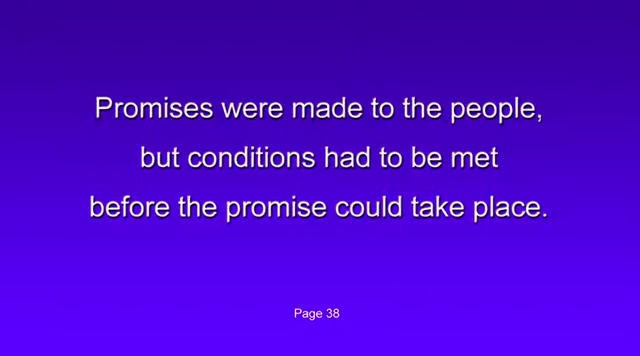 Promises were made to the people,
but conditions had to be met
before the promise could take place.
Page 38